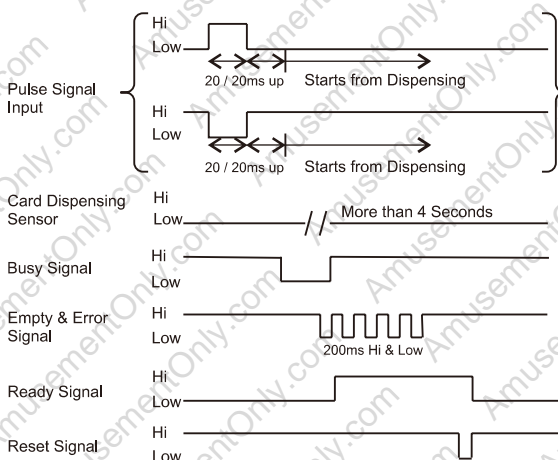 Hi
Low
20 / 20ms up Starts from Dispensing
Pulse Signal
Input
Hi
Low
20 / 20ms up Starts from Dispensing
Card Dispensing
Sensor
Hi
Low
More than 4 Seconds
Busy Signal
Hi
Low
Empty & Error
Signal
Hi
Low
200ms Hi & Low
Ready Signal
Hi
Low
Reset Signal
Hi
Low
AmusementOnly.com